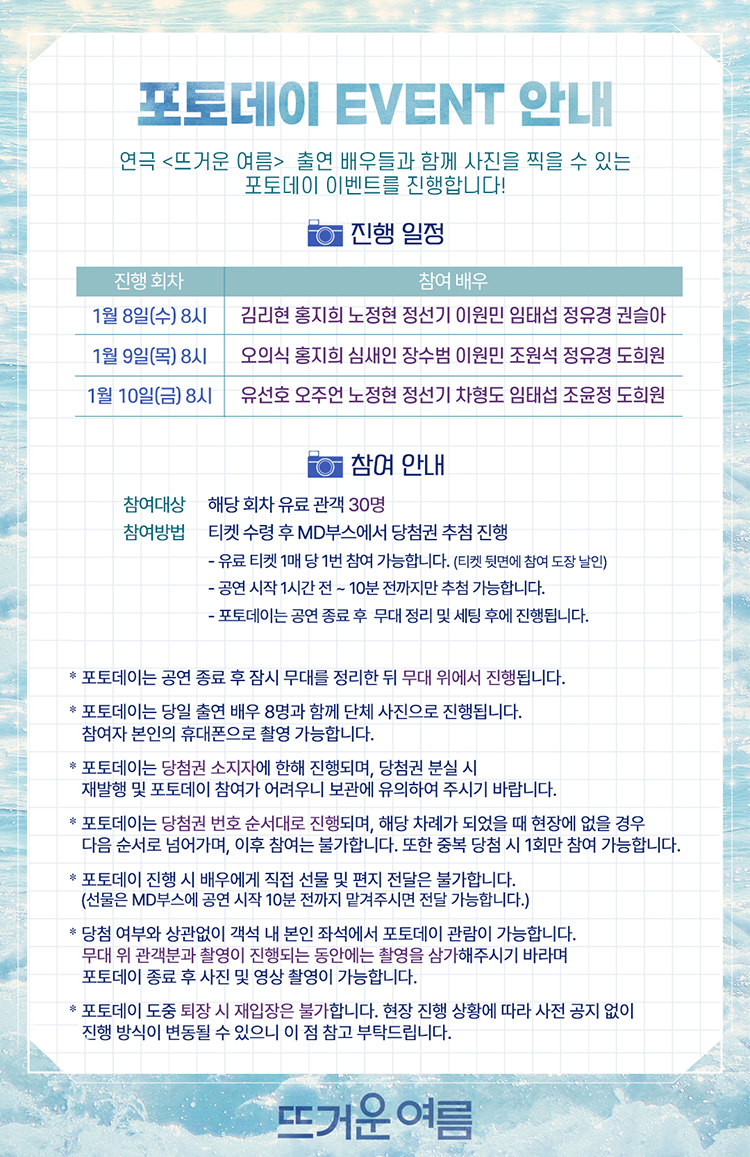 포토데이 EVENT 안내
연극 <뜨거운 여름> 출연 배우들과 함께 사진을 찍을 수 있는
포토데이 이벤트를 진행합니다!
진행 일정
진행 회차 참여 배우
1월 8일(수) 8시 김리현 홍지희 노정현 정선기 이원민 임태섭 정유경 권슬아
1월 9일(목) 8시 오의식 홍지희 심새인 장수범 이원민 조원석 정유경 도희원
1월 10일(금) 8시 유선호 오주언 노정현 정선기 차형도 임태섭 조윤정 도희원
참여 안내
참여대상 해당 회차 유료 관객 30명
참여방법 티켓 수령 후 MD부스에서 당첨권 추첨 진행
- 유료 티켓 1매 당 1번 참여 가능합니다. (티켓 뒷면에 참여 도장 날인)
- 공연 시작 1시간 전 ~ 10분 전까지만 추첨 가능합니다.
- 포토데이는 공연 종료 후 무대 정리 및 세팅 후에 진행됩니다.
* 포토데이는 공연 종료 후 잠시 무대를 정리한 뒤 무대 위에서 진행됩니다.
* 포토데이는 당일 출연 배우 8명과 함께 단체 사진으로 진행됩니다.
참여자 본인의 휴대폰으로 촬영 가능합니다.
* 포토데이는 당첨권 소지자에 한해 진행되며, 당첨권 분실 시
재발행 및 포토데이 참여가 어려우니 보관에 유의하여 주시기 바랍니다.
* 포토데이는 당첨권 번호 순서대로 진행되며, 해당 차례가 되었을 때 현장에 없을 경우
다음 순서로 넘어가며, 이후 참여는 불가합니다. 또한 중복 당첨 시 1회만 참여 가능합니다.
* 포토데이 진행 시 배우에게 직접 선물 및 편지 전달은 불가합니다.
(선물은 MD부스에 공연 시작 10분 전까지 맡겨주시면 전달 가능합니다.)
* 당첨 여부와 상관없이 객석 내 본인 좌석에서 포토데이 관람이 가능합니다.
무대 위 관객분과 촬영이 진행되는 동안에는 촬영을 삼가해주시기 바라며
포토데이 종료 후 사진 및 영상 촬영이 가능합니다.
* 포토데이 도중 퇴장 시 재입장은 불가합니다. 현장 진행 상황에 따라 사전 공지 없이
진행 방식이 변동될 수 있으니 이 점 참고 부탁드립니다.
뜨거운 여름